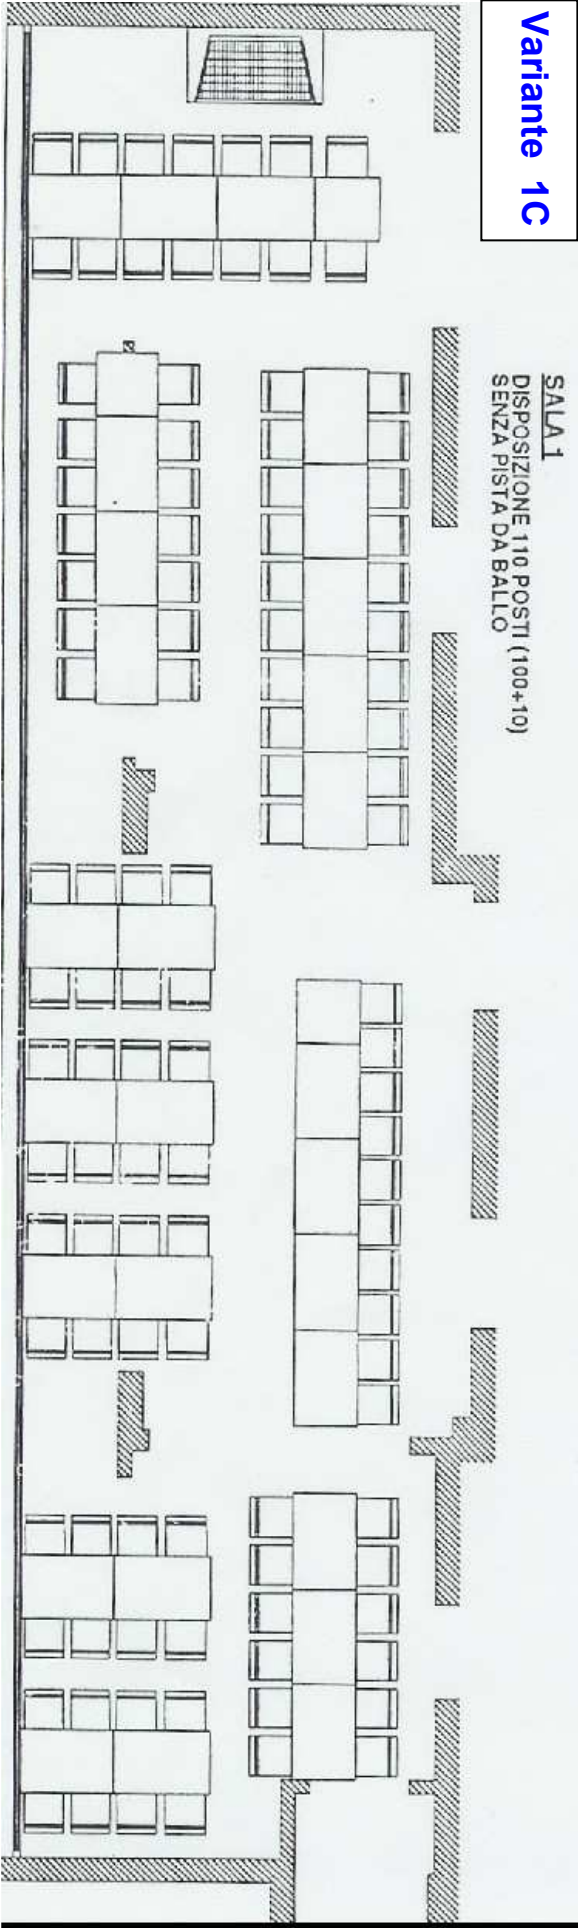 Variante 1C
SALA 1
DISPOSIZIONE 110 POSTI (100+10)
SENZA PISTA DA BALLO